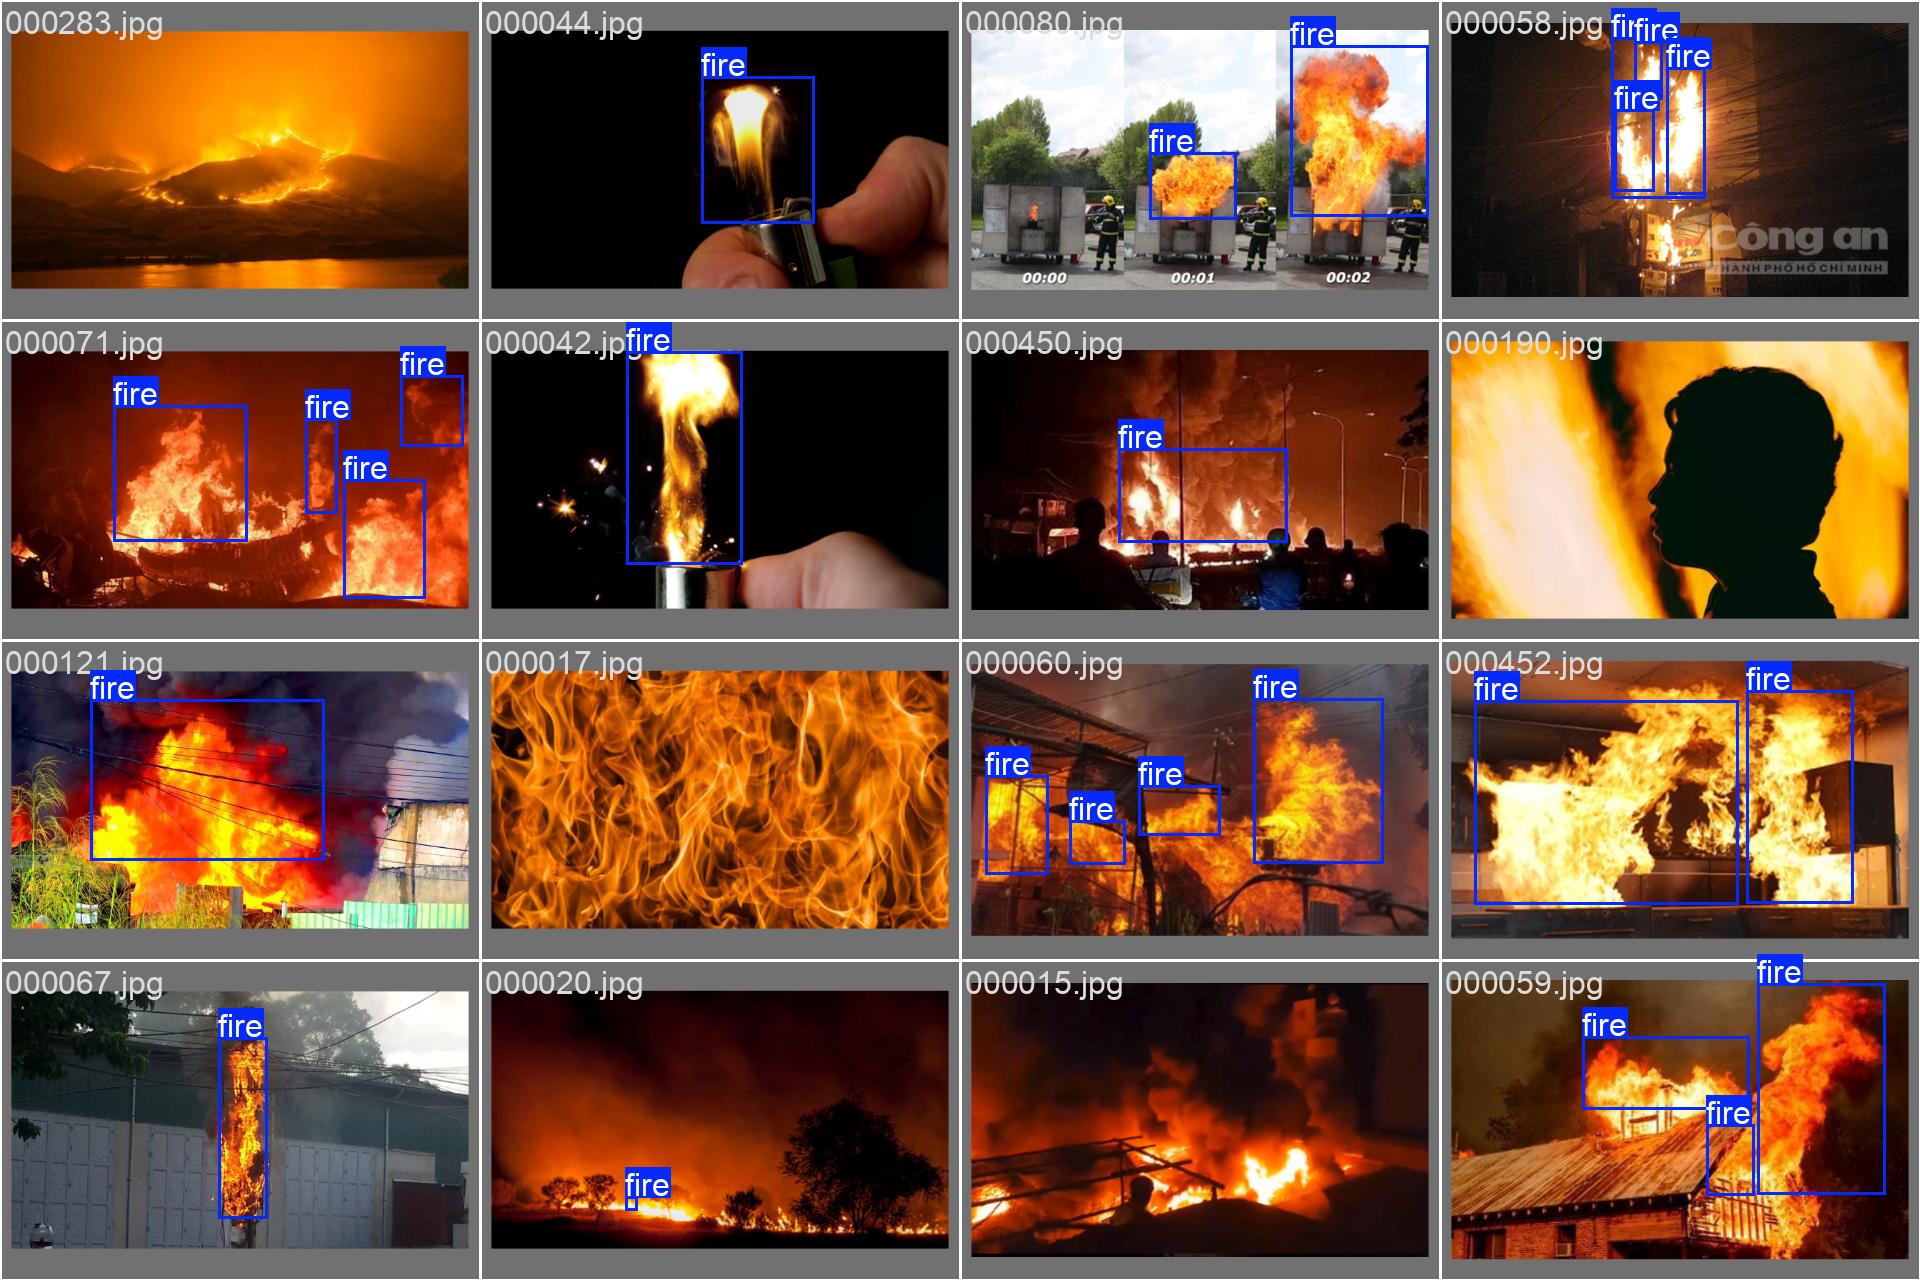 000283.jpg
000044.jpg
fire
000080.jpg
fire
fire
00:00
00:01
00:02
000058.jpg
fire
fire
fire
Công an
THÀNH PHỐ HỒ CHÍ MINH
000071.jpg
fire
fire
fire
fire
000042.jpg
fire
000450.jpg
fire
000190.jpg
000121.jpg
fire
000017.jpg
000060.jpg
fire
fire
fire
fire
000452.jpg
fire
fire
000067.jpg
fire
000020.jpg
fire
000015.jpg
000059.jpg
fire
fire
fire